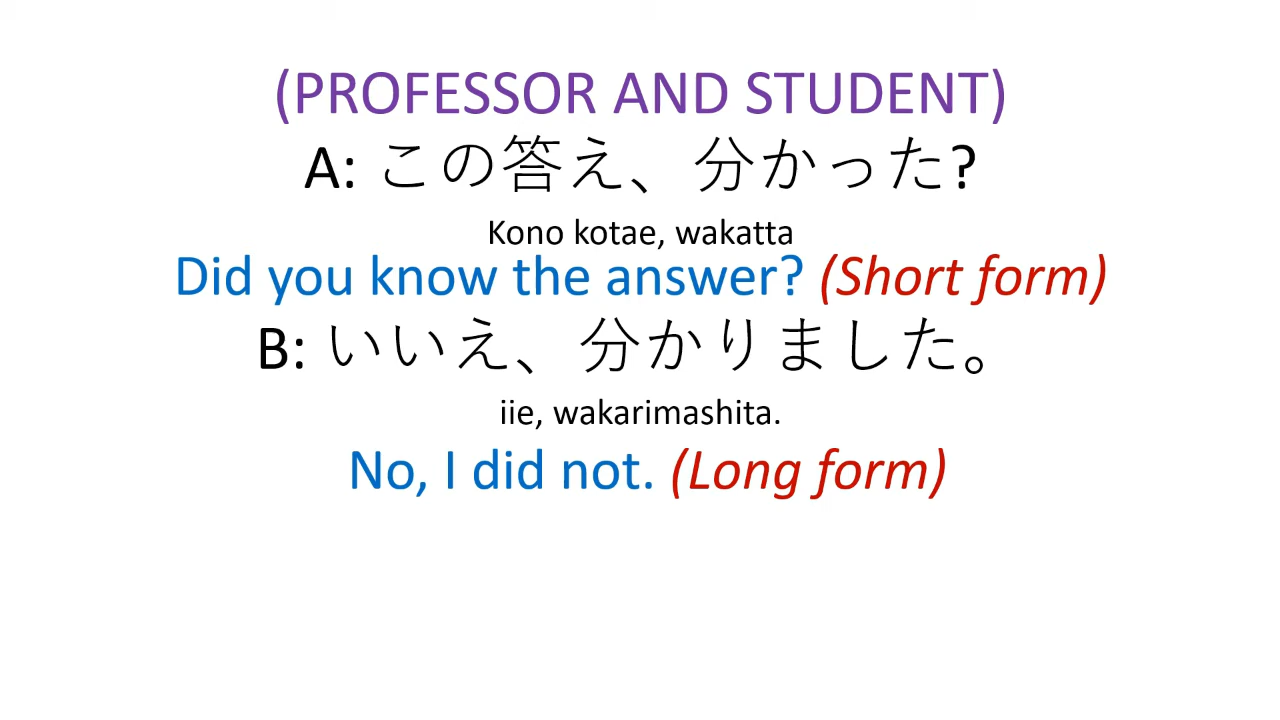 (PROFESSOR AND STUDENT)
A: この答え、分かった?
Kono kotae, wakatta
Did you know the answer? (Short form)
B: いいえ、分かりました。
iie, wakarimashita.
No, I did not. (Long form)